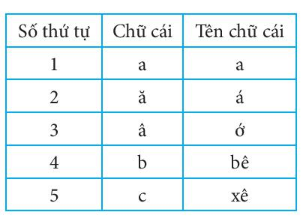 Số thứ tự Chữ cái Tên chữ cái
1 a a
2 ă á
3 â ớ
4 b bê
5 c xê